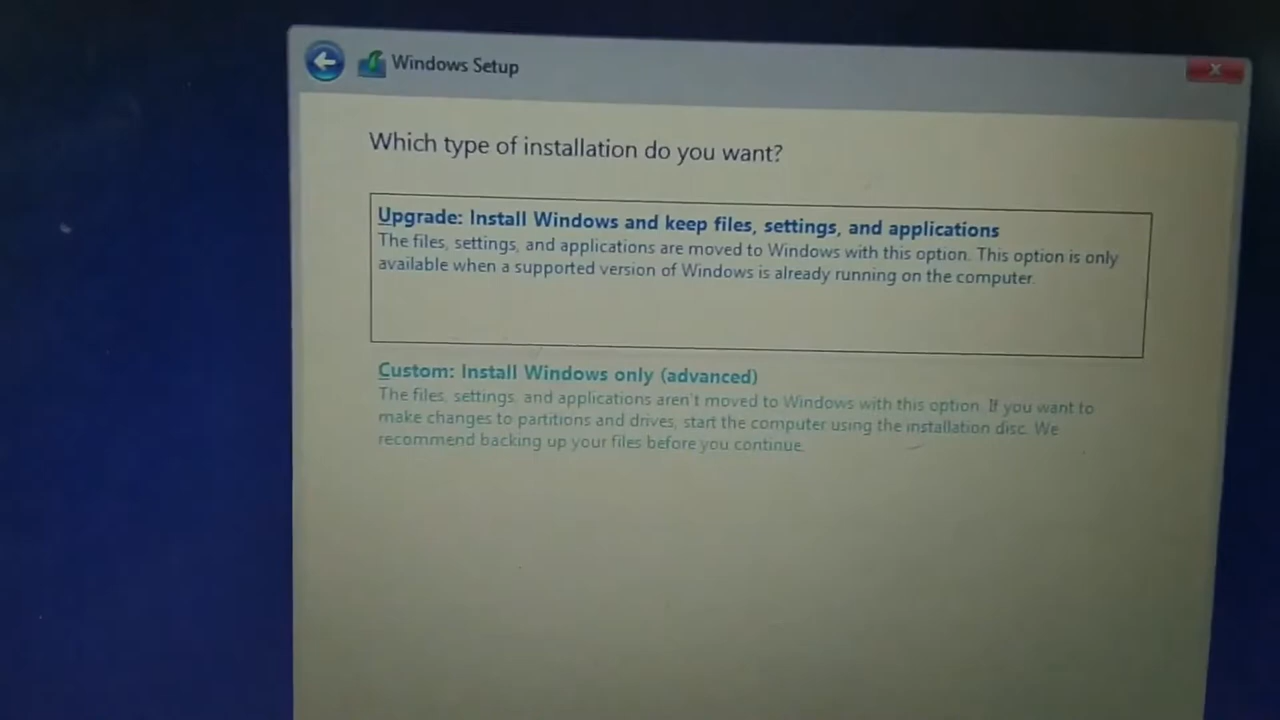 Windows Setup
Which type of installation do you want?
Upgrade: Install Windows and keep files, settings, and applications
The files, settings, and applications are moved to Windows with this option. This option is only
available when a supported version of Windows is already running on the computer.
Custom: Install Windows only (advanced)
The files, settings, and applications aren't moved to Windows with this option. If you want to
make changes to partitions and drives, start the computer using the installation disc. We
recommend backing up your files before you continue.